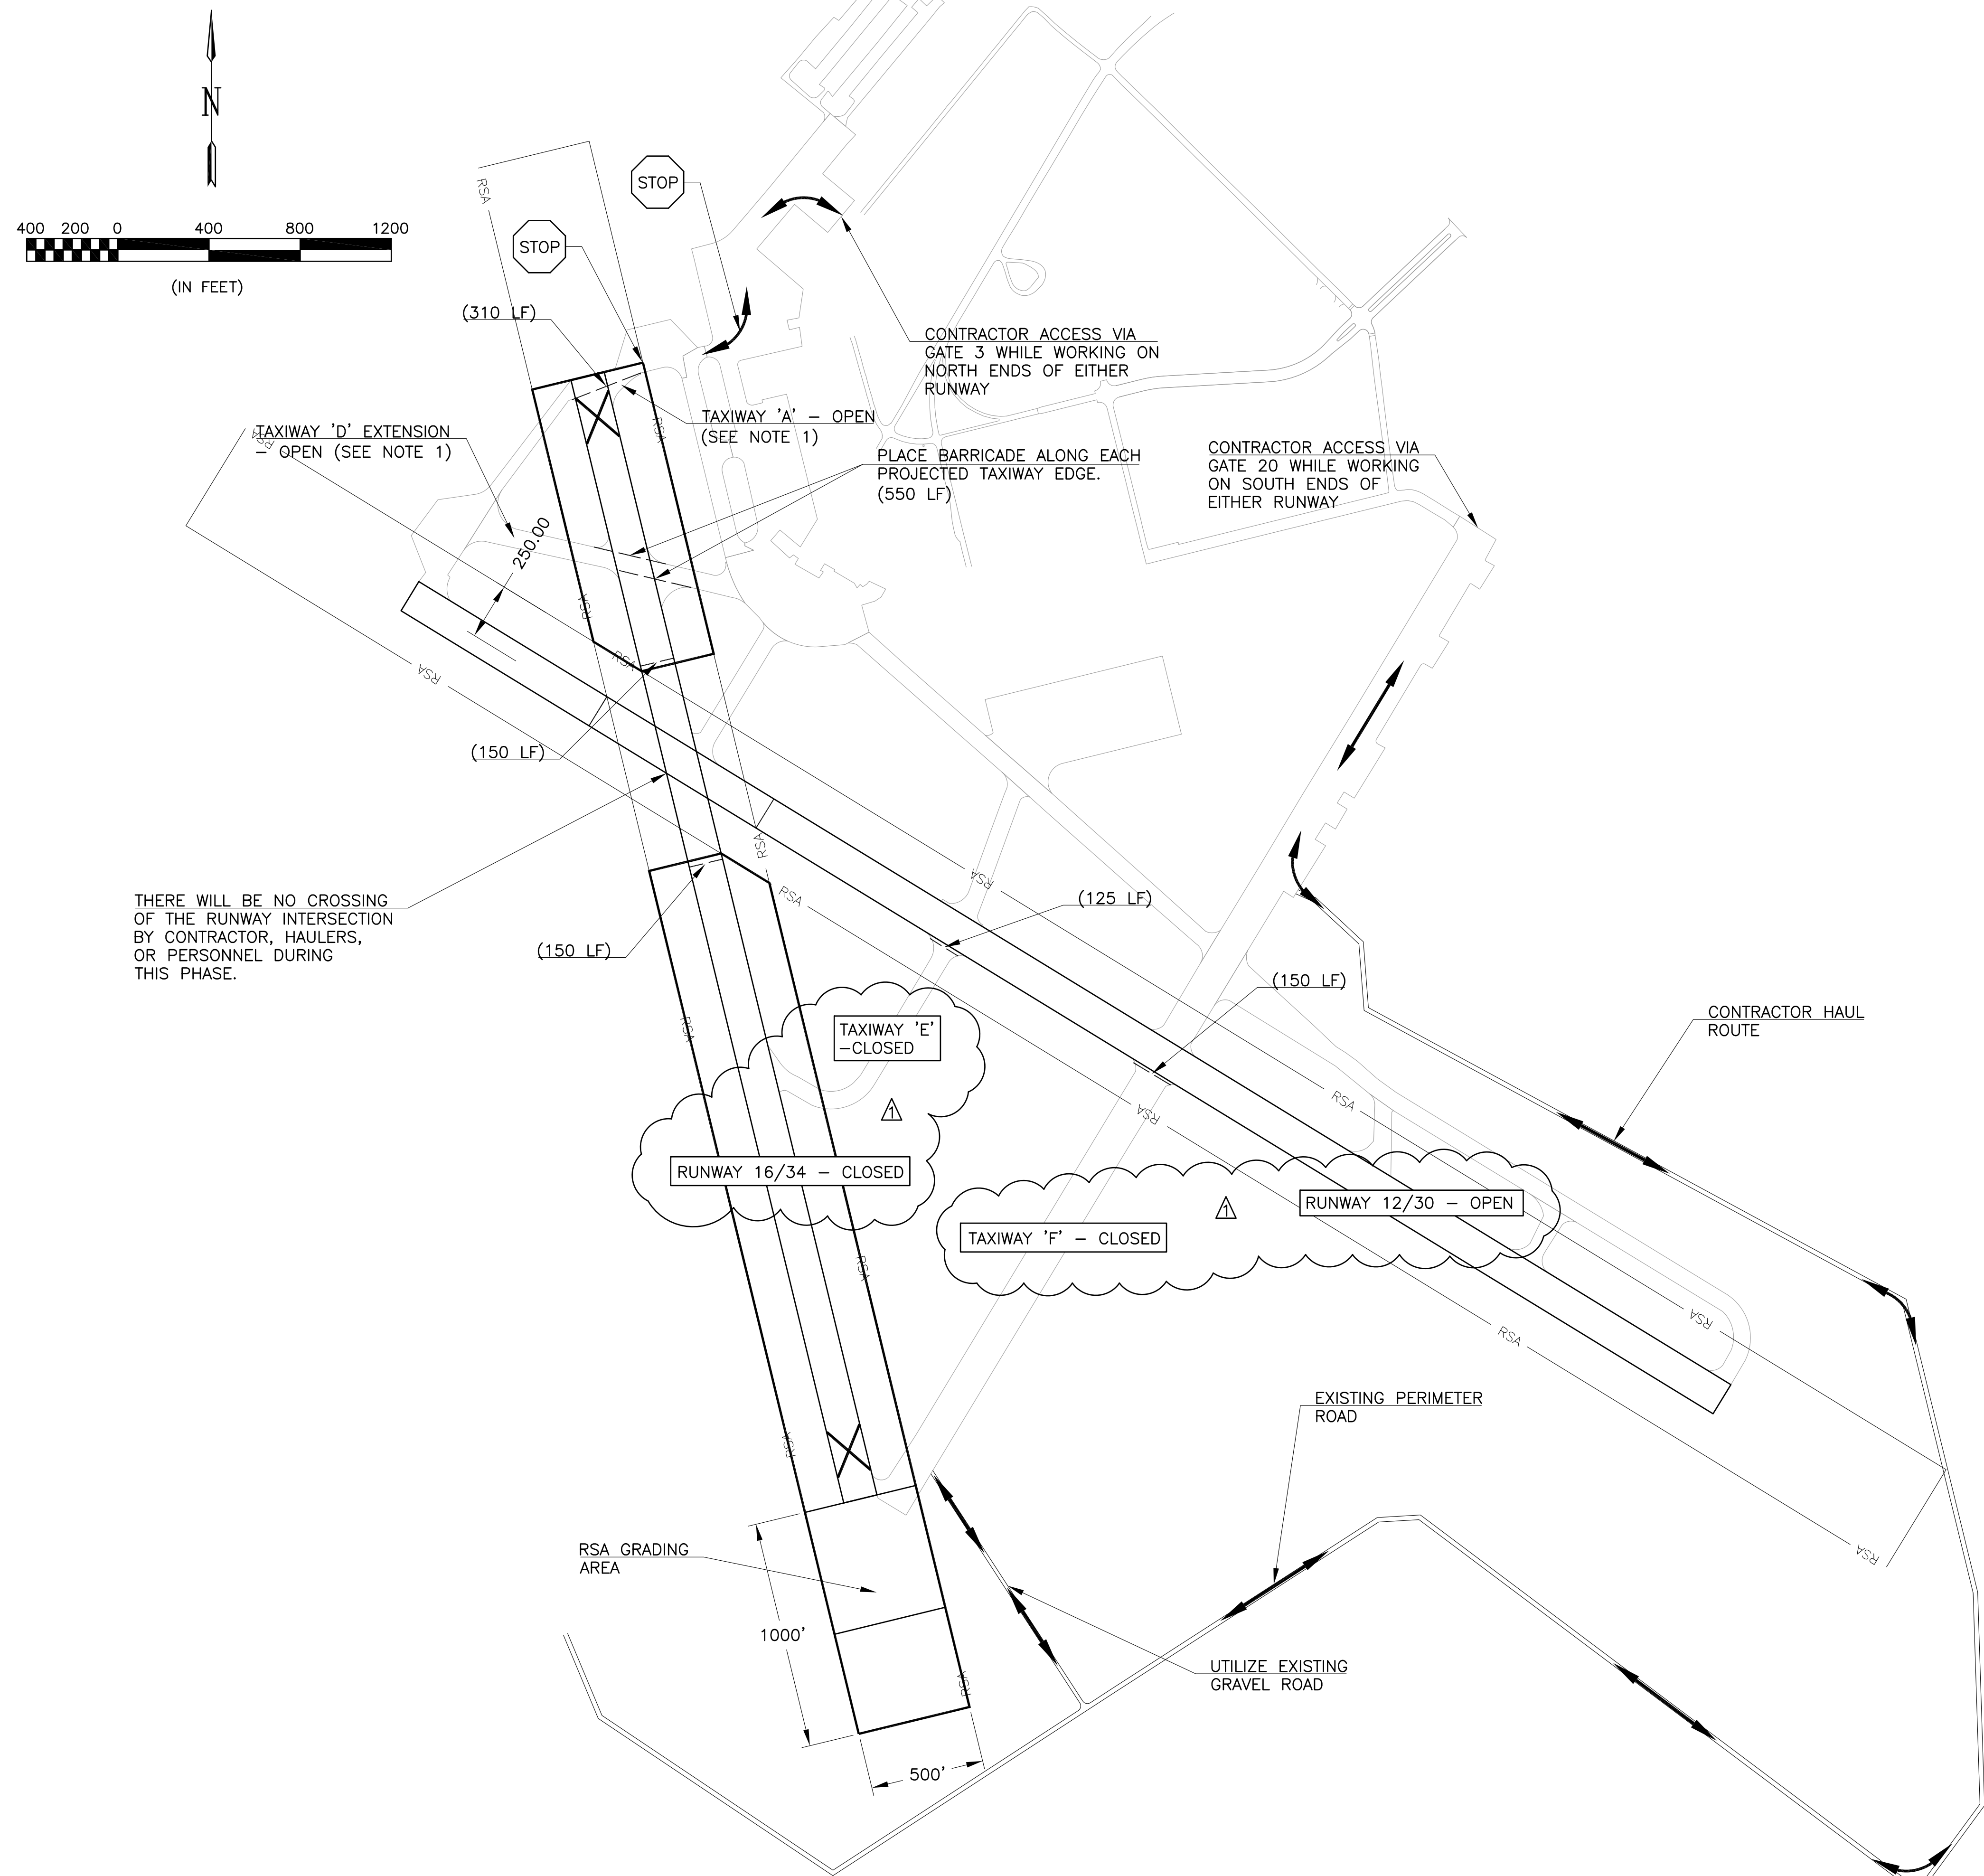 N
400 200 0 400 800 1200
(IN FEET)
RSA
STOP
STOP
(310 LF)
CONTRACTOR ACCESS VIA
GATE 3 WHILE WORKING ON
NORTH ENDS OF EITHER
RUNWAY
TAXIWAY 'A' – OPEN
(SEE NOTE 1)
RSA
TAXIWAY 'D' EXTENSION
– OPEN (SEE NOTE 1)
RSA
PLACE BARRICADE ALONG EACH
PROJECTED TAXIWAY EDGE.
(550 LF)
CONTRACTOR ACCESS VIA
GATE 20 WHILE WORKING
ON SOUTH ENDS OF
EITHER RUNWAY
250.00
RSA
RSA
RSA
(150 LF)
RSA
RSA
RSA
THERE WILL BE NO CROSSING
OF THE RUNWAY INTERSECTION
BY CONTRACTOR, HAULERS,
OR PERSONNEL DURING
THIS PHASE.
(125 LF)
(150 LF)
(150 LF)
CONTRACTOR HAUL
ROUTE
RSA
TAXIWAY 'E'
–CLOSED
1
RSA
RSA
RUNWAY 16/34 – CLOSED
RUNWAY 12/30 – OPEN
1
TAXIWAY 'F' – CLOSED
RSA
RSA
RSA
EXISTING PERIMETER
ROAD
RSA
RSA
RSA GRADING
AREA
1000'
UTILIZE EXISTING
GRAVEL ROAD
RSA
500'